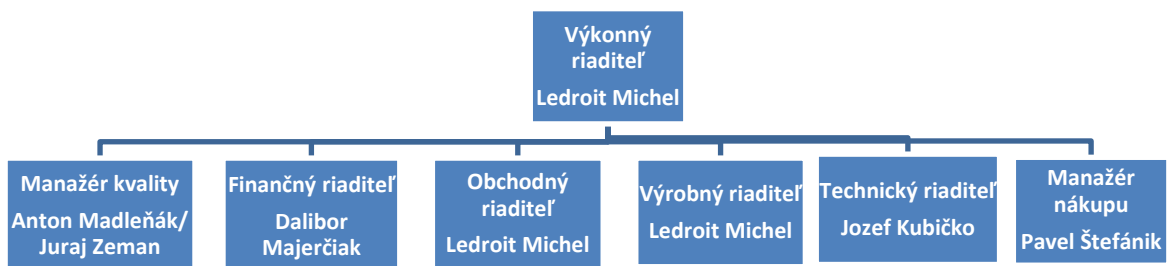 Výkonný
riaditeľ
Ledroit Michel
Manažér kvality
Anton Madleňák/
Juraj Zeman
Finančný riaditeľ
Dalibor
Majerčiak
Obchodný
riaditeľ
Ledroit Michel
Výrobný riaditeľ
Ledroit Michel
Technický riaditeľ
Jozef Kubičko
Manažér
nákupu
Pavel Štefánik